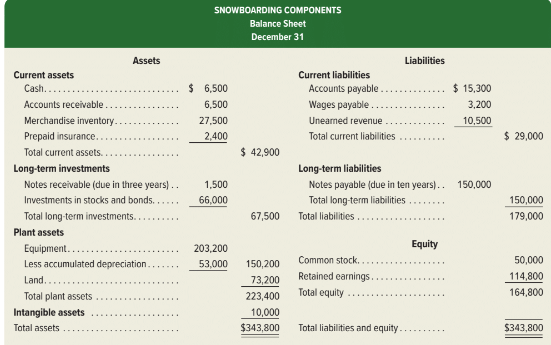 SNOWBOARDING COMPONENTS
Balance Sheet
December 31
Assets
Current assets
Cash............................ $ 6,500
Accounts receivable ................ 6,500
Merchandise inventory............... 27,500
Prepaid insurance................... 2,400
Total current assets................. $ 42,900
Long-term investments
Notes receivable (due in three years) .. 1,500
Investments in stocks and bonds...... 66,000
Total long-term investments.......... 67,500
Plant assets
Equipment........................ 203,200
Less accumulated depreciation ....... 53,000 150,200
Land............................. 73,200
Total plant assets .................. 223,400
Intangible assets ................... 10,000
Total assets ........................ $343,800
Liabilities
Current liabilities
Accounts payable ................ $ 15,300
Wages payable .................. 3,200
Unearned revenue ............... 10,500
Total current liabilities ........... $ 29,000
Long-term liabilities
Notes payable (due in ten years) .. 150,000
Total long-term liabilities ......... 150,000
Total liabilities ..................... 179,000
Equity
Common stock..................... 50,000
Retained earnings.................. 114,800
Total equity ....................... 164,800
Total liabilities and equity........... $343,800